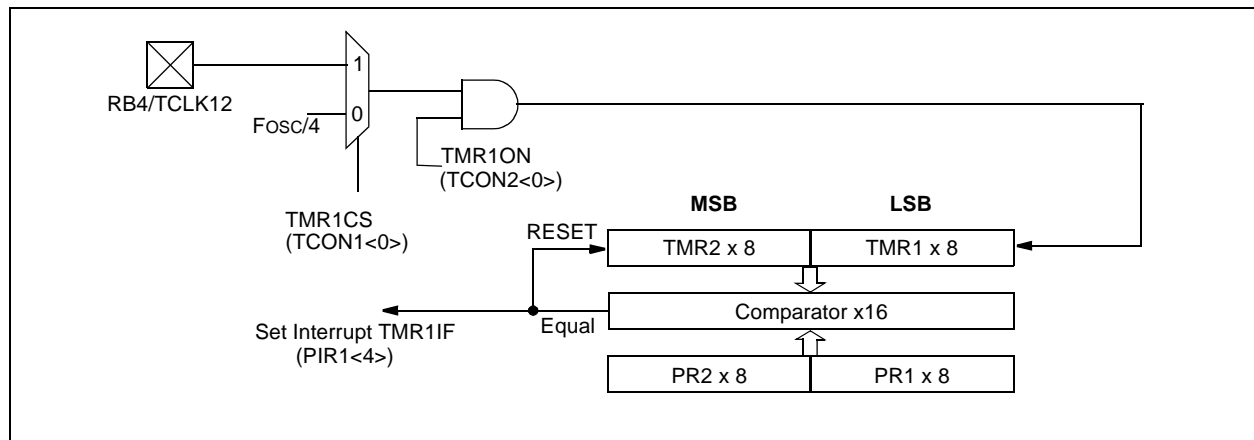 1
RB4/TCLK12
0
FOSC/4
TMR1ON
(TCON2<0>)
TMR1CS
(TCON1<0>)
MSB LSB
RESET
TMR2 x 8 TMR1 x 8
Comparator x16
Equal
Set Interrupt TMR1IF
(PIR1<4>)
PR2 x 8 PR1 x 8